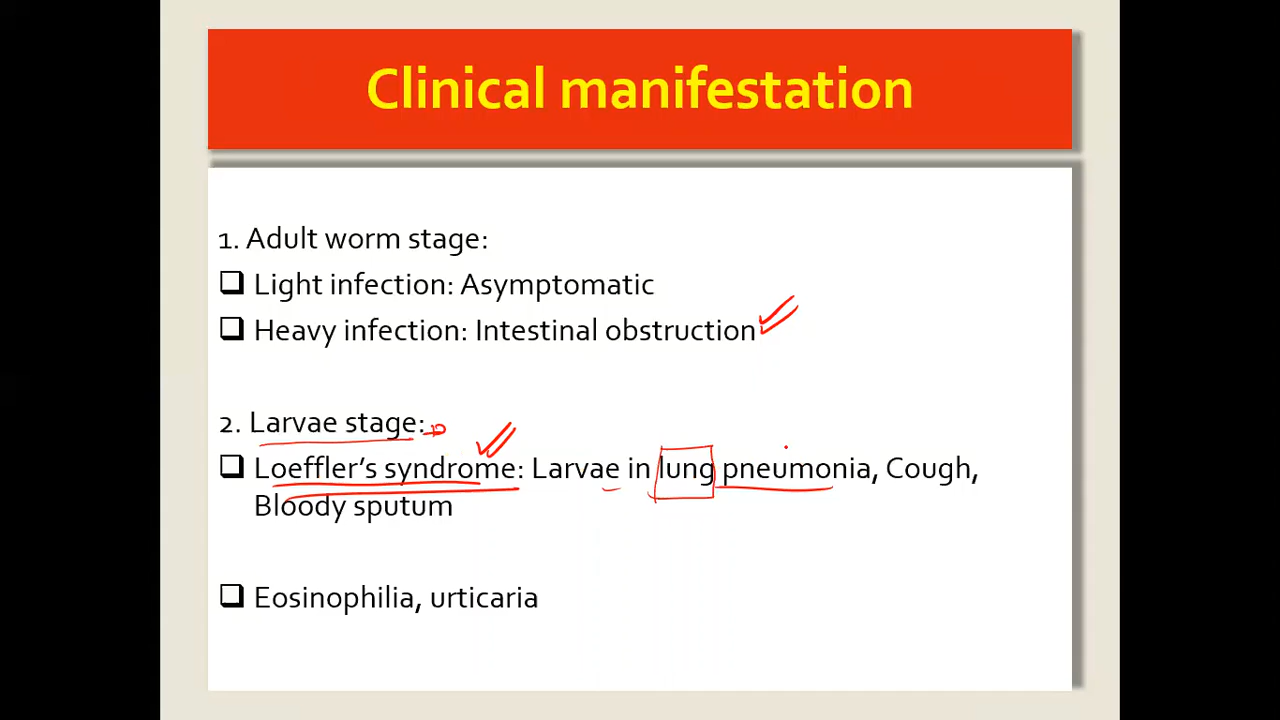 Clinical manifestation
1. Adult worm stage:
❑ Light infection: Asymptomatic
❑ Heavy infection: Intestinal obstruction
2. Larvae stage:
❑ Loeffler’s syndrome: Larvae in lung pneumonia, Cough,
Bloody sputum
❑ Eosinophilia, urticaria